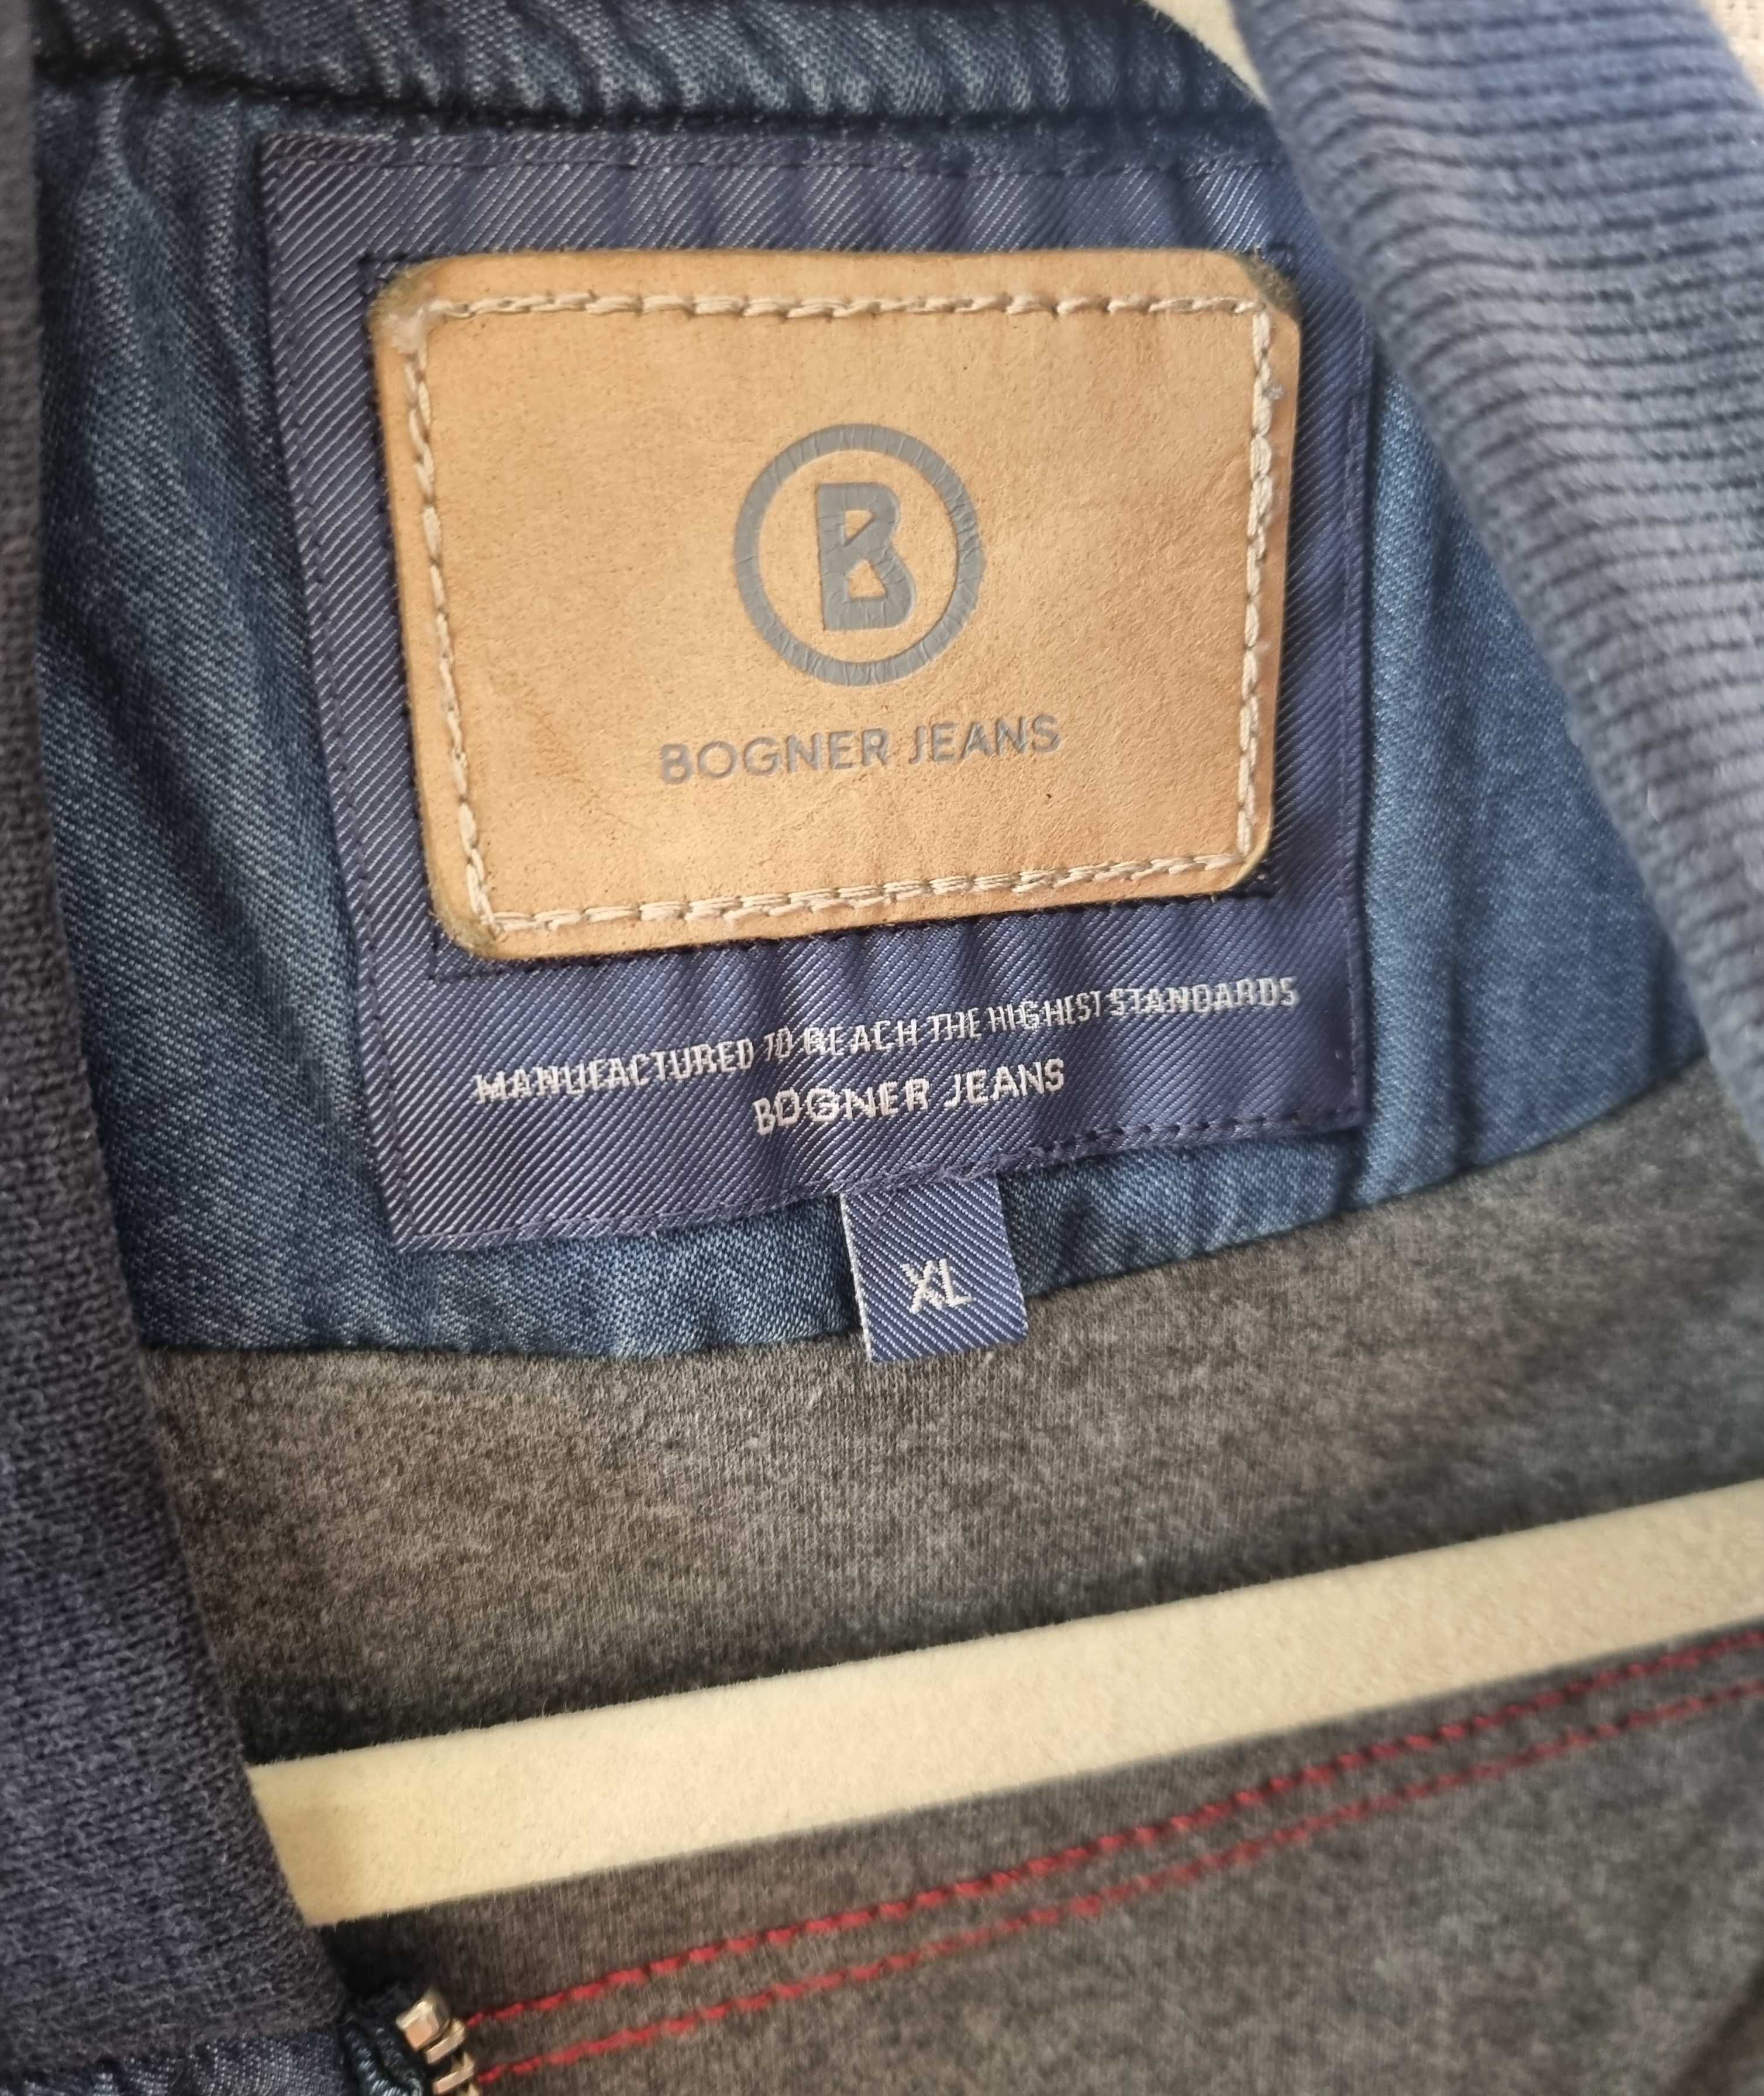 B
BOGNER JEANS
MANUFACTURED TO REACH THE HIGHEST STANDARDS
BOGNER JEANS
XL